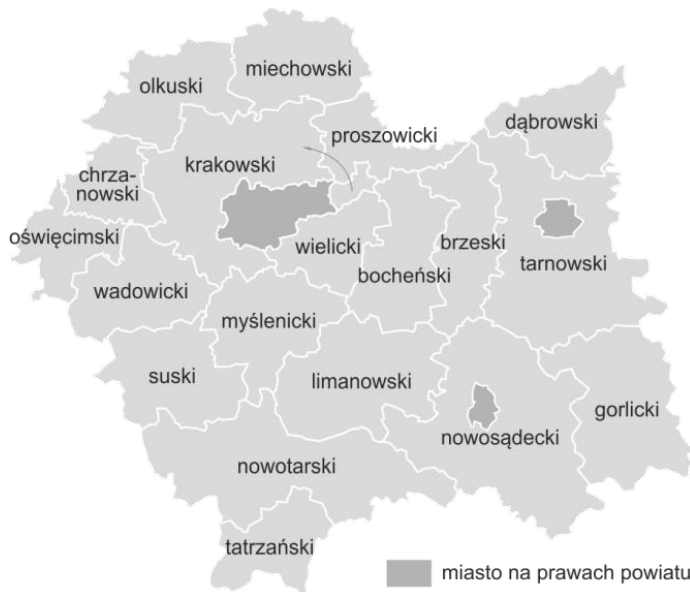 miechowski
olkuski
dąbrowski
proszowicki
krakowski
chrza-
nowski
oświęcimski
wielicki
brzeski
bocheński
tarnowski
wadowicki
myślenicki
suski
limanowski
gorlicki
nowosądecki
nowotarski
tatrzański
miasto na prawach powiatu